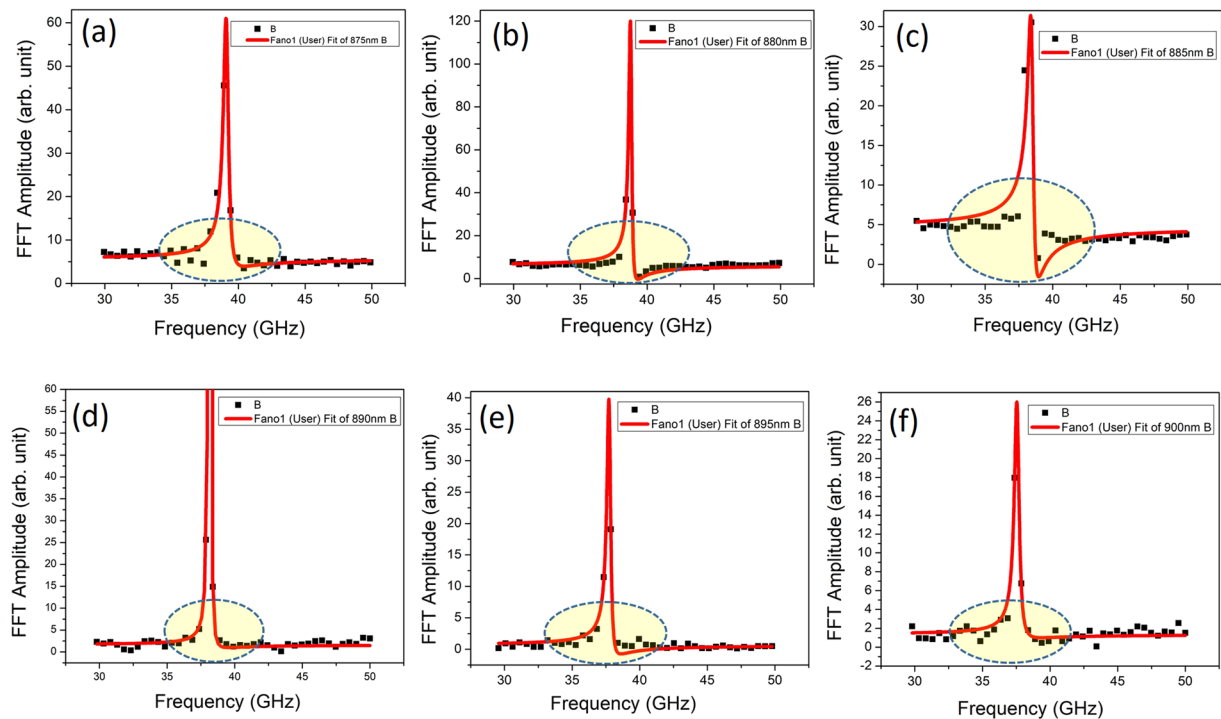 (a)
B
Fano1 (User) Fit of 875nm B
FFT Amplitude (arb. unit)
60
50
40
30
20
10
0
30 35 40 45 50
Frequency (GHz)
(b)
B
Fano1 (User) Fit of 880nm B
FFT Amplitude (arb. unit)
120
100
80
60
40
20
0
30 35 40 45 50
Frequency (GHz)
(c)
B
Fano1 (User) Fit of 885nm B
FFT Amplitude (arb. unit)
30
25
20
15
10
5
0
30 35 40 45 50
Frequency (GHz)
(d)
B
Fano1 (User) Fit of 890nm B
FFT Amplitude (arb. unit)
60
55
50
45
40
35
30
25
20
15
10
5
0
30 35 40 45 50
Frequency (GHz)
(e)
B
Fano1 (User) Fit of 895nm B
FFT Amplitude (arb. unit)
40
35
30
25
20
15
10
5
0
30 35 40 45 50
Frequency (GHz)
(f)
B
Fano1 (User) Fit of 900nm B
FFT Amplitude (arb. unit)
26
24
22
20
18
16
14
12
10
8
6
4
2
0
-2
30 35 40 45 50
Frequency (GHz)